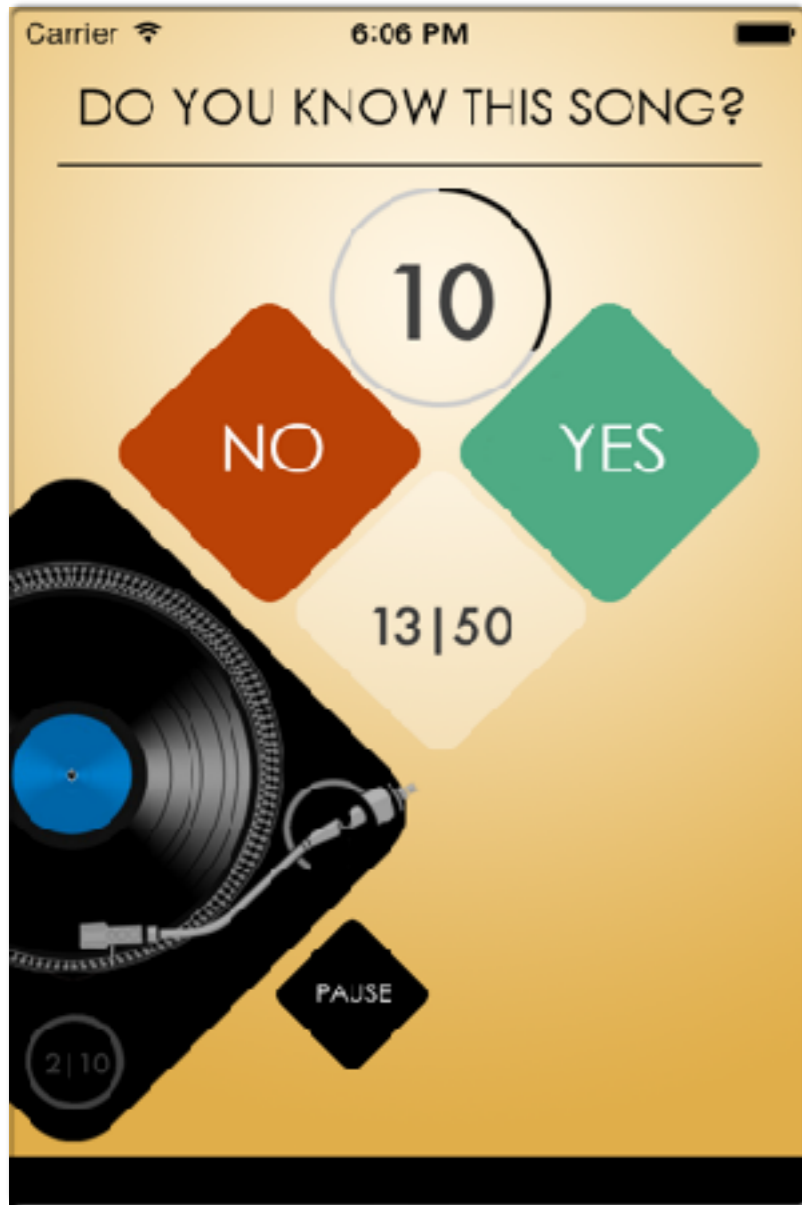 Carrier 6:06 PM
DO YOU KNOW THIS SONG?
10
NO YES
13|50
PAUSE
2|10